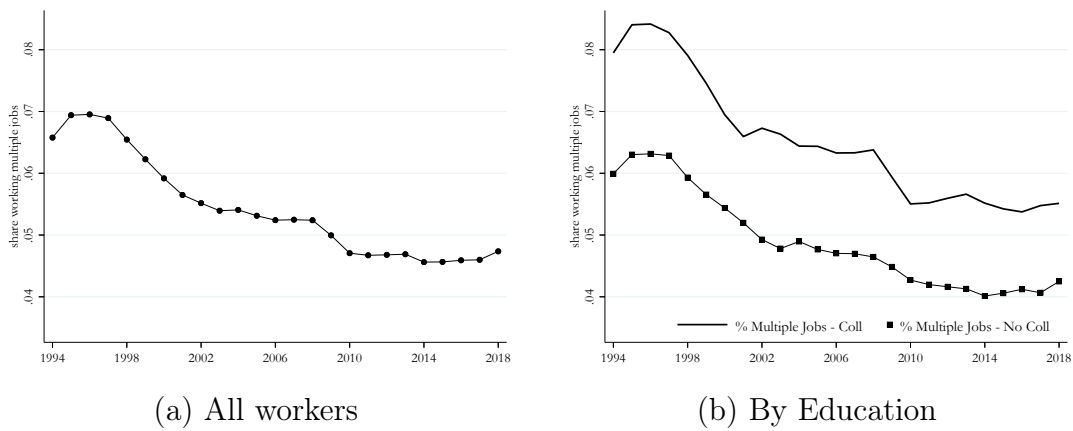 share working multiple jobs
.08
.07
.06
.05
.04
1994 1998 2002 2006 2010 2014 2018
(a) All workers
share working multiple jobs
.08
.07
.06
.05
.04
% Multiple Jobs - Coll % Multiple Jobs - No Coll
1994 1998 2002 2006 2010 2014 2018
(b) By Education